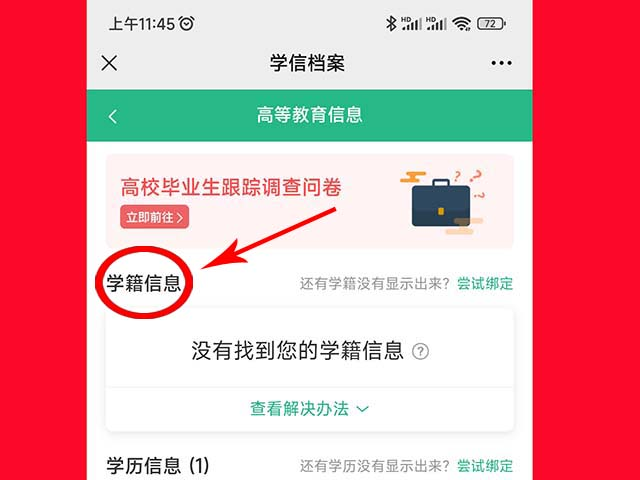 上午11:45
HD HD 72
学信档案
高等教育信息
高校毕业生跟踪调查问卷
立即前往
学籍信息
还有学籍没有显示出来? 尝试绑定
没有找到您的学籍信息
查看解决办法
学历信息 (1)
还有学历没有显示出来? 尝试绑定